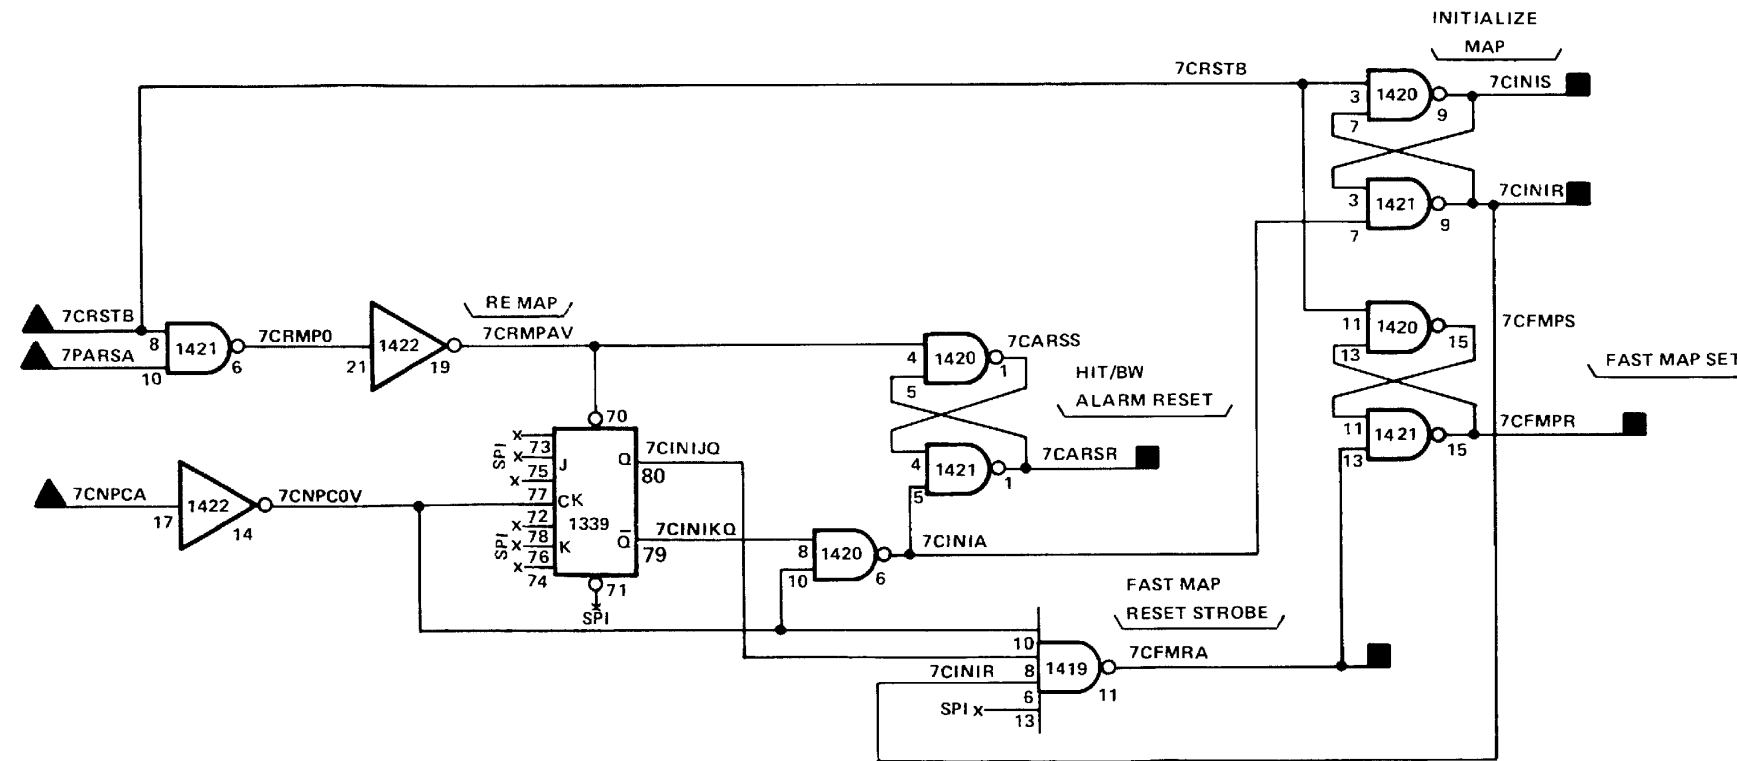 INITIALIZE
MAP
7CRSTB
3
1420
7CINIS
9
7
3
1421
7CINIR
9
7
7CRSTB
8
1421
7CRMP0
6
7PARSA
10
1422
21
19
RE MAP
7CRMPAV
4
1420
7CARSS
1
5
HIT/BW
ALARM RESET
4
1421
7CARSR
1
5
11
1420
15
13
7CFMPS
FAST MAP SET
11
1421
7CFMPR
15
13
7CNPCA
17
1422
14
7CNPC0V
70
SPI
x
73
x
75
x
77
J
CK
1339
K
Q
Q
7CINIJQ
80
x
72
SPI
x
78
76
x
74
71
x
SPI
7CINIKQ
79
8
1420
10
6
7CINIA
FAST MAP
RESET STROBE
10
7CINIR
8
1419
7CFMRA
11
6
SPI x
13